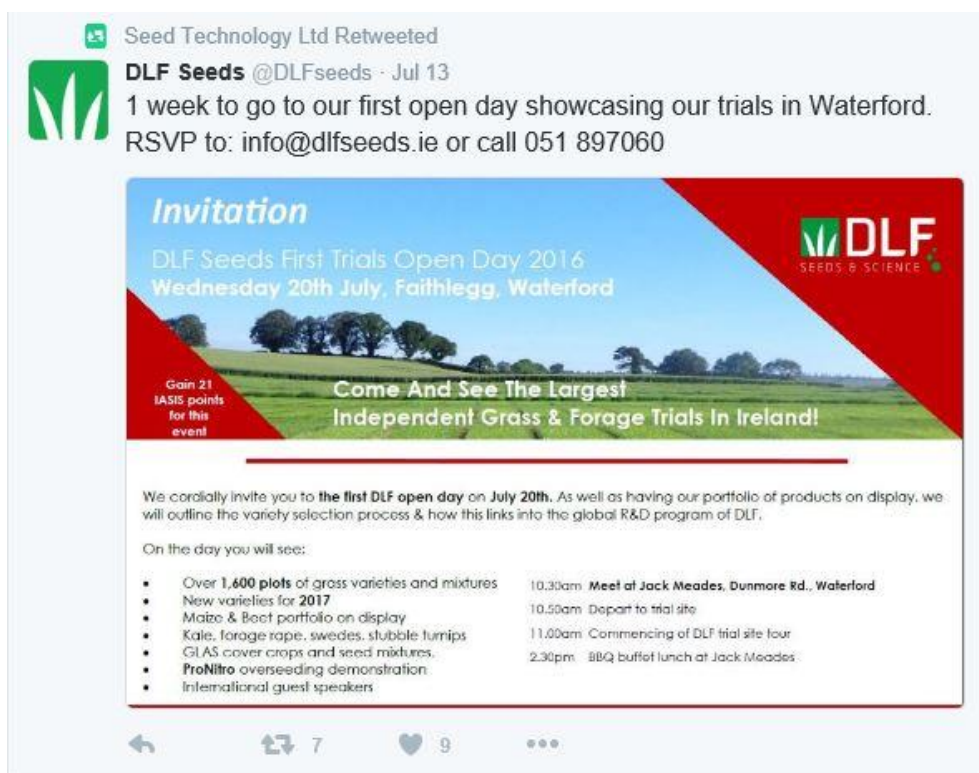 Seed Technology Ltd Retweeted
DLF Seeds @DLFseeds · Jul 13
1 week to go to our first open day showcasing our trials in Waterford.
RSVP to: info@dlfseeds.ie or call 051 897060
Invitation
DLF Seeds First Trials Open Day 2016
Wednesday 20th July, Faithlegg, Waterford
DLF
SEEDS & SCIENCE
Gain 21
IASIS points
for this
event
Come And See The Largest
Independent Grass & Forage Trials In Ireland!
We cordially invite you to the first DLF open day on July 20th. As well as having our portfolio of products on display, we
will outline the variety selection process & how this links into the global R&D program of DLF.
On the day you will see:
• Over 1,600 plots of grass varieties and mixtures
• New varieties for 2017
• Maize & Beet portfolio on display
• Kale, forage rape, swedes, stubble turnips
• GLAS cover crops and seed mixtures.
• ProNitro overseeding demonstration
• International guest speakers
10.30am Meet at Jack Meades, Dunmore Rd., Waterford
10.50am Depart to trial site
11.00am Commencing of DLF trial site tour
2.30pm BBQ buffet lunch at Jack Meades
7
9